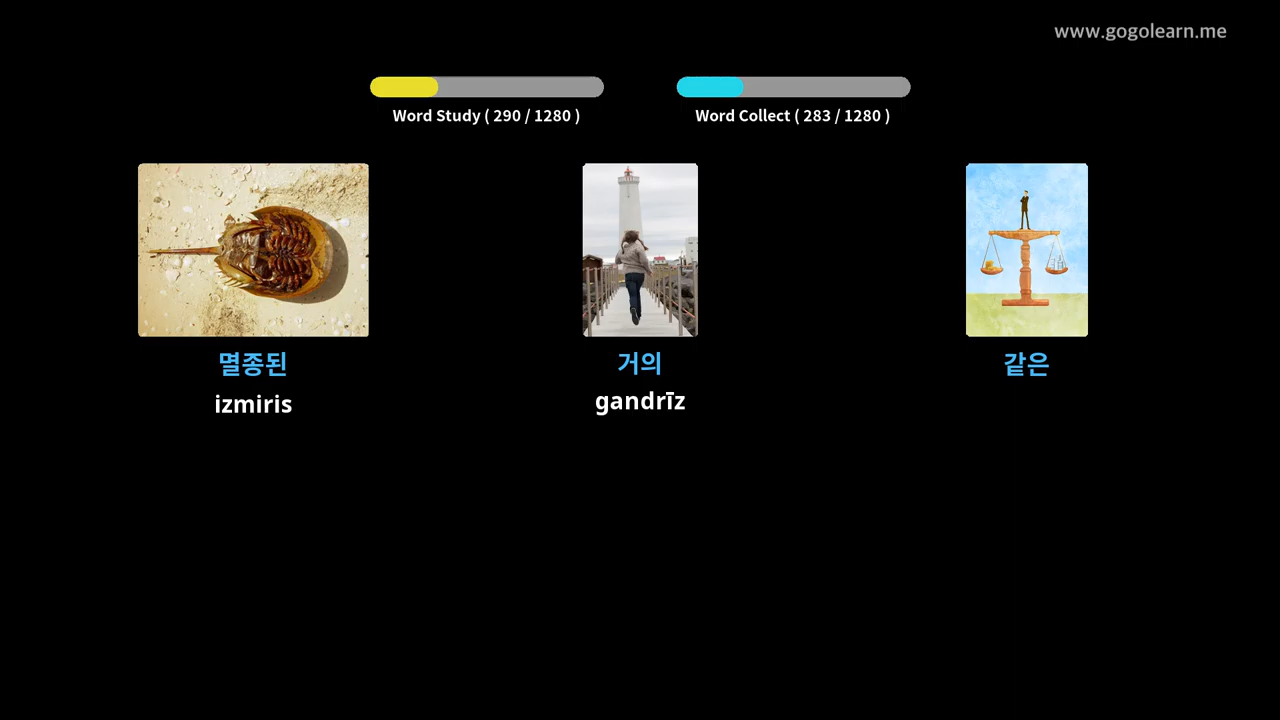 www.gogolearn.me
Word Study ( 290 / 1280 )
Word Collect ( 283 / 1280 )
멸종된
거의
같은
izmiris
gandrīz